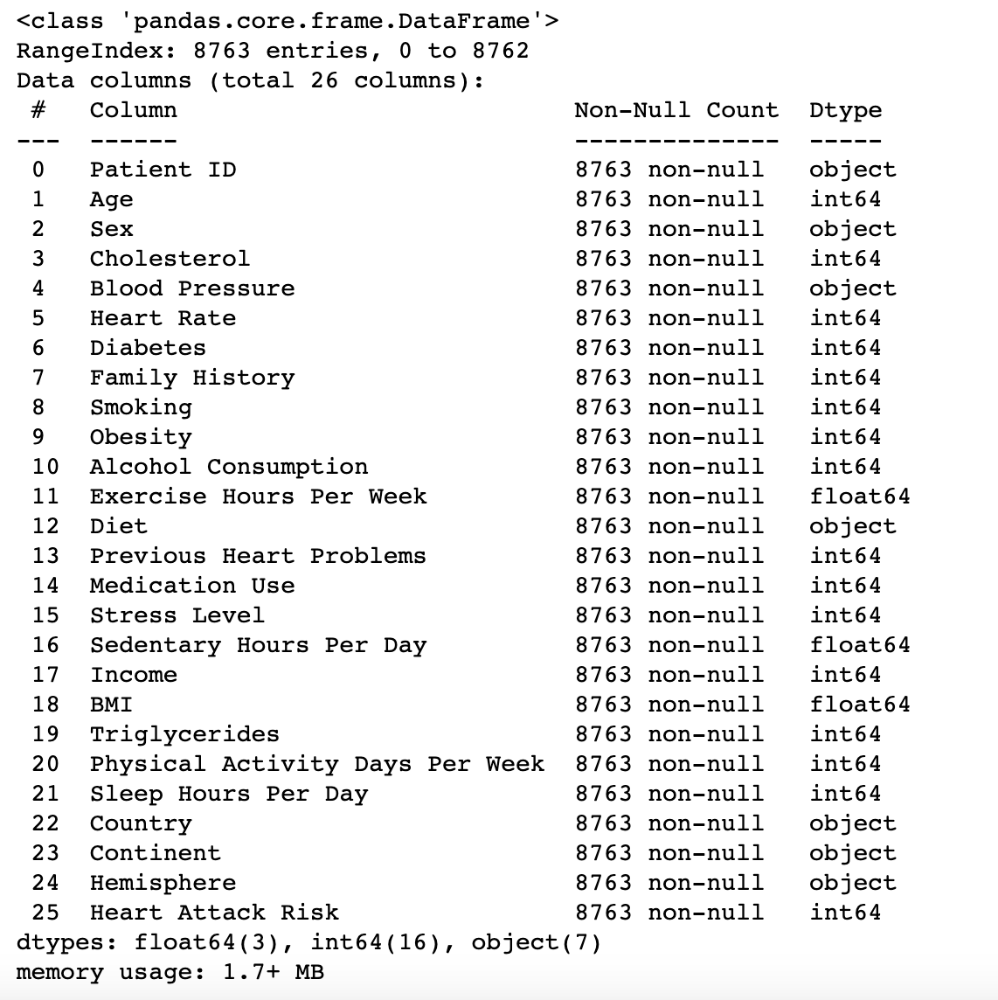 <class 'pandas.core.frame.DataFrame'>
RangeIndex: 8763 entries, 0 to 8762
Data columns (total 26 columns):
 #   Column                           Non-Null Count  Dtype
---  ------                           --------------  -----
 0   Patient ID                       8763 non-null   object
 1   Age                              8763 non-null   int64
 2   Sex                              8763 non-null   object
 3   Cholesterol                      8763 non-null   int64
 4   Blood Pressure                   8763 non-null   object
 5   Heart Rate                       8763 non-null   int64
 6   Diabetes                         8763 non-null   int64
 7   Family History                   8763 non-null   int64
 8   Smoking                          8763 non-null   int64
 9   Obesity                          8763 non-null   int64
 10  Alcohol Consumption              8763 non-null   int64
 11  Exercise Hours Per Week          8763 non-null   float64
 12  Diet                             8763 non-null   object
 13  Previous Heart Problems          8763 non-null   int64
 14  Medication Use                   8763 non-null   int64
 15  Stress Level                     8763 non-null   int64
 16  Sedentary Hours Per Day          8763 non-null   float64
 17  Income                           8763 non-null   int64
 18  BMI                              8763 non-null   float64
 19  Triglycerides                    8763 non-null   int64
 20  Physical Activity Days Per Week  8763 non-null   int64
 21  Sleep Hours Per Day              8763 non-null   int64
 22  Country                          8763 non-null   object
 23  Continent                        8763 non-null   object
 24  Hemisphere                       8763 non-null   object
 25  Heart Attack Risk                8763 non-null   int64
dtypes: float64(3), int64(16), object(7)
memory usage: 1.7+ MB